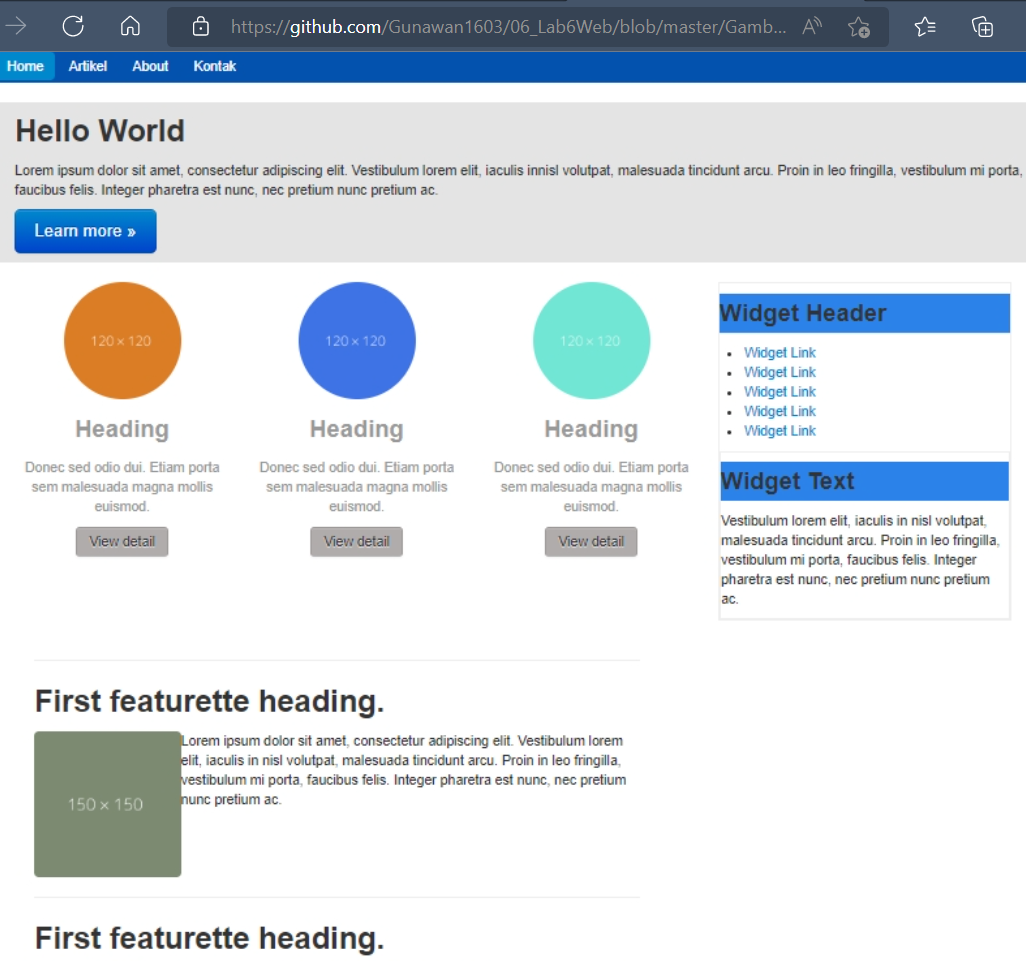 https://github.com/Gunawan1603/06_Lab6Web/blob/master/Gamb...
Home Artikel About Kontak
Hello World
Lorem ipsum dolor sit amet, consectetur adipiscing elit. Vestibulum lorem elit, iaculis innisl volutpat, malesuada tincidunt arcu. Proin in leo fringilla, vestibulum mi porta,
faucibus felis. Integer pharetra est nunc, nec pretium nunc pretium ac.
Learn more »
120 × 120
Heading
Donec sed odio dui. Etiam porta
sem malesuada magna mollis
euismod.
View detail
120 × 120
Heading
Donec sed odio dui. Etiam porta
sem malesuada magna mollis
euismod.
View detail
120 × 120
Heading
Donec sed odio dui. Etiam porta
sem malesuada magna mollis
euismod.
View detail
Widget Header
Widget Link
Widget Link
Widget Link
Widget Link
Widget Link
Widget Text
Vestibulum lorem elit, iaculis in nisl volutpat,
malesuada tincidunt arcu. Proin in leo fringilla,
vestibulum mi porta, faucibus felis. Integer
pharetra est nunc, nec pretium nunc pretium
ac.
First featurette heading.
150 × 150
Lorem ipsum dolor sit amet, consectetur adipiscing elit. Vestibulum lorem
elit, iaculis in nisl volutpat, malesuada tincidunt arcu. Proin in leo fringilla,
vestibulum mi porta, faucibus felis. Integer pharetra est nunc, nec pretium
nunc pretium ac.
First featurette heading.